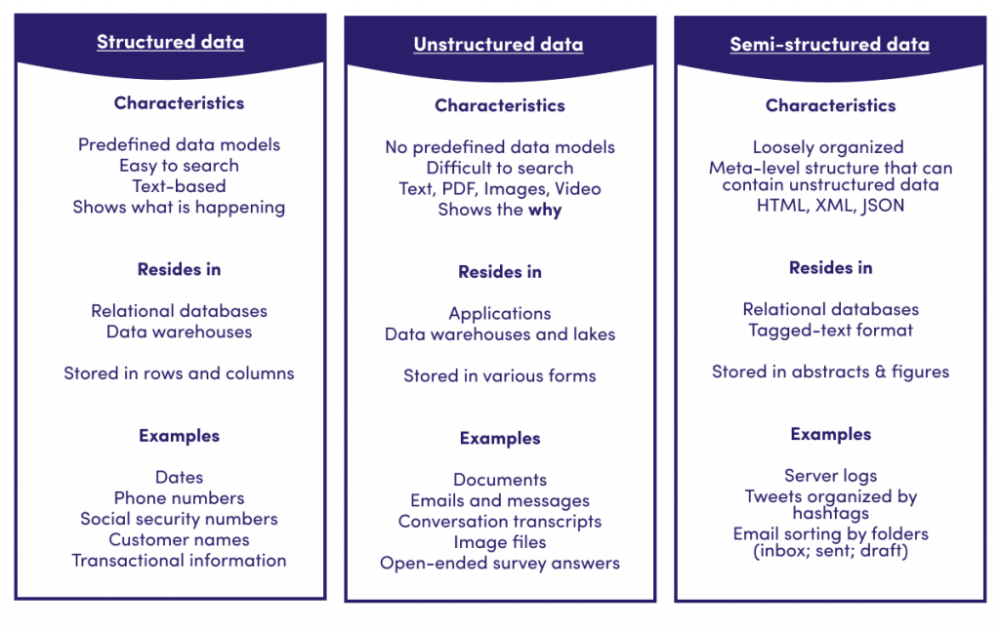 Structured data
Characteristics
Predefined data models
Easy to search
Text-based
Shows what is happening
Resides in
Relational databases
Data warehouses
Stored in rows and columns
Examples
Dates
Phone numbers
Social security numbers
Customer names
Transactional information
Unstructured data
Characteristics
No predefined data models
Difficult to search
Text, PDF, Images, Video
Shows the why
Resides in
Applications
Data warehouses and lakes
Stored in various forms
Examples
Documents
Emails and messages
Conversation transcripts
Image files
Open-ended survey answers
Semi-structured data
Characteristics
Loosely organized
Meta-level structure that can
contain unstructured data
HTML, XML, JSON
Resides in
Relational databases
Tagged-text format
Stored in abstracts & figures
Examples
Server logs
Tweets organized by
hashtags
Email sorting by folders
(inbox; sent; draft)